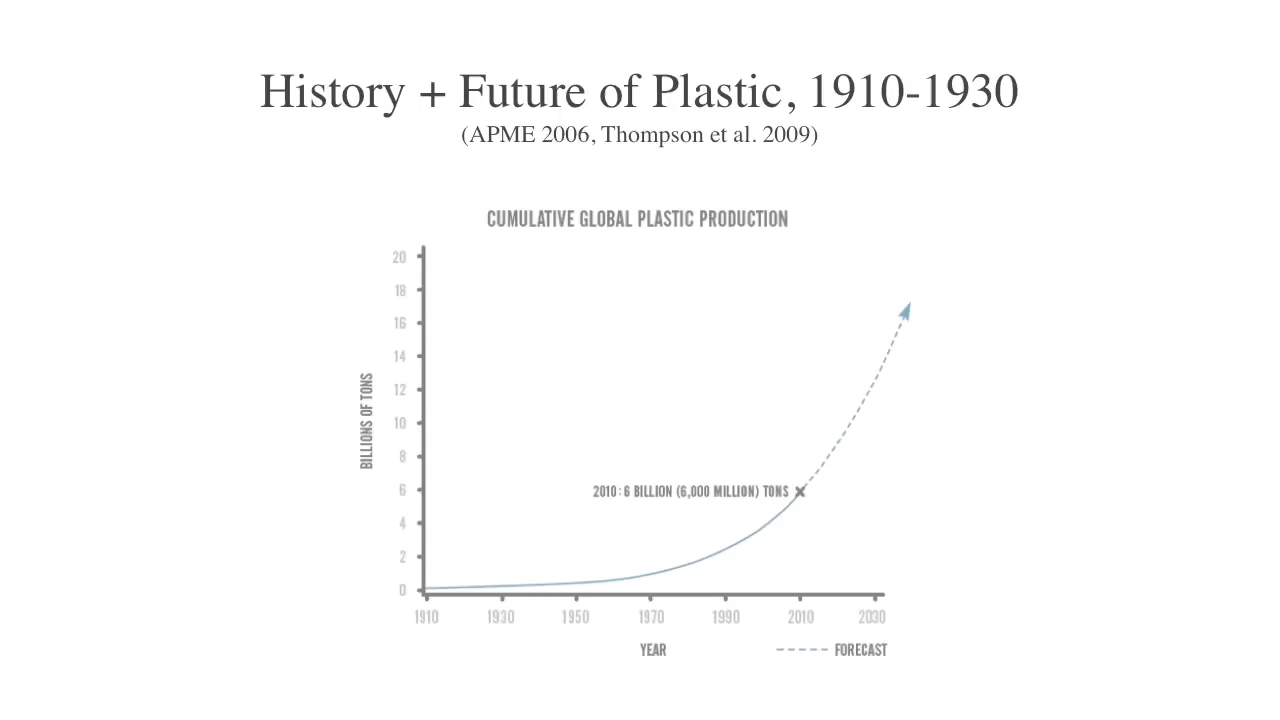 History + Future of Plastic, 1910-1930
(APME 2006, Thompson et al. 2009)
CUMULATIVE GLOBAL PLASTIC PRODUCTION
20
18
16
14
12
10
8
6
4
2
0
BILLIONS OF TONS
2010: 6 BILLION (6,000 MILLION) TONS
1910 1930 1950 1970 1990 2010 2030
YEAR
FORECAST